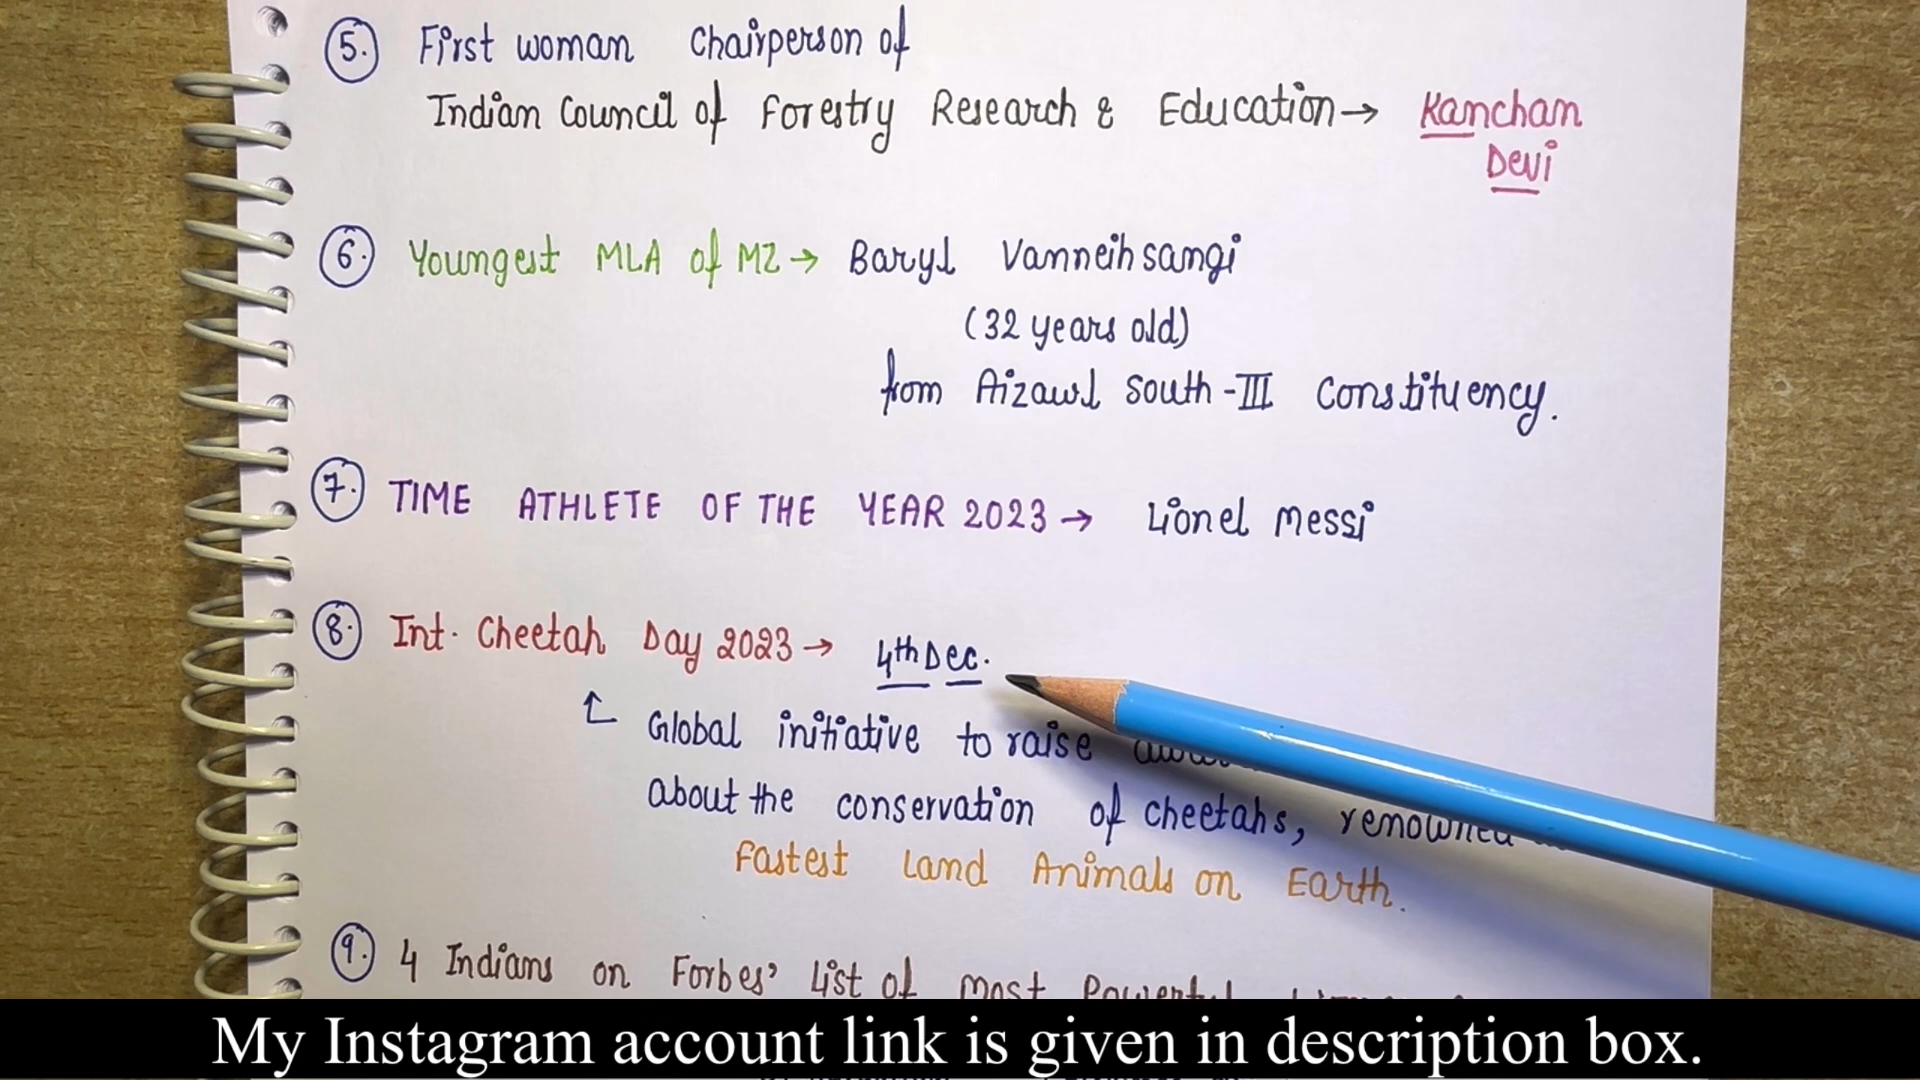 5. First woman Chairperson of
Indian Council of Forestry Research & Education → Kancham
Devi
6. Youngest MLA of MZ → Baryl Vanneihsangi
(32 years old)
from Aizawl South-III Constituency.
7. TIME ATHLETE OF THE YEAR 2023 → Lionel Messi
8. Int. Cheetah Day 2023 → 4th Dec.
Global initiative to raise
about the conservation of cheetahs, renowned
Fastest Land Animals on Earth.
9. 4 Indians on Forbes' list of Most Powerful
My Instagram account link is given in description box.